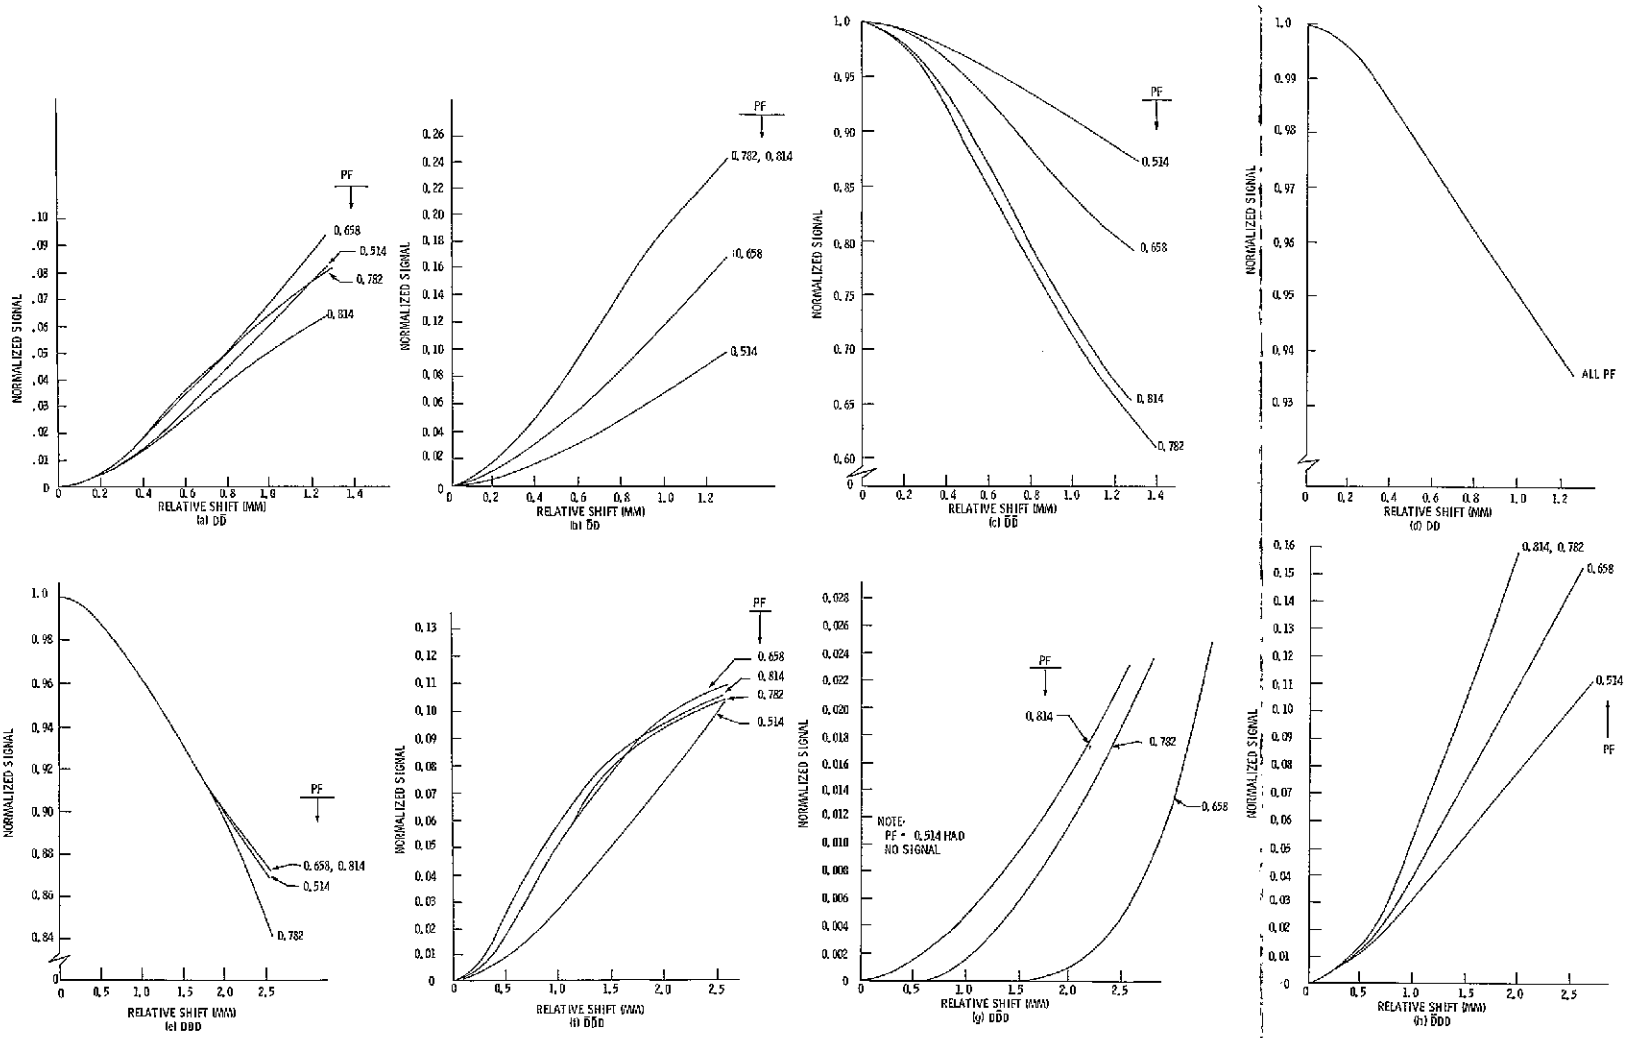 NORMALIZED SIGNAL
.10
.09
.08
.07
.06
.05
.04
.03
.02
.01
0
PF
0.658
0.514
0.782
0.814
0 0.2 0.4 0.6 0.8 1.0 1.2 1.4
RELATIVE SHIFT (MM)
(a) DD̄
NORMALIZED SIGNAL
0.26
0.24
0.22
0.20
0.18
0.16
0.14
0.12
0.10
0.08
0.06
0.04
0.02
0
PF
0.782, 0.814
0.658
0.514
0 0.2 0.4 0.6 0.8 1.0 1.2
RELATIVE SHIFT (MM)
(b) D̄D
NORMALIZED SIGNAL
1.0
0.95
0.90
0.85
0.80
0.75
0.70
0.65
0.60
0
PF
0.514
0.658
0.814
0.782
0 0.2 0.4 0.6 0.8 1.0 1.2 1.4
RELATIVE SHIFT (MM)
(c) D̄D̄
NORMALIZED SIGNAL
1.0
0.99
0.98
0.97
0.96
0.95
0.94
0.93
ALL PF
0 0.2 0.4 0.6 0.8 1.0 1.2
RELATIVE SHIFT (MM)
(d) DD
NORMALIZED SIGNAL
1.0
0.98
0.96
0.94
0.92
0.90
0.88
0.86
0.84
0
PF
0.658, 0.814
0.514
0.782
0 0.5 1.0 1.5 2.0 2.5
RELATIVE SHIFT (MM)
NORMALIZED SIGNAL
0.13
0.12
0.11
0.10
0.09
0.08
0.07
0.06
0.05
0.04
0.03
0.02
0.01
0
PF
0.658
0.814
0.782
0.514
0 0.5 1.0 1.5 2.0 2.5
RELATIVE SHIFT (MM)
(f) D̄D̄D
NORMALIZED SIGNAL
0.028
0.026
0.024
0.022
0.020
0.018
0.016
0.014
0.012
0.010
0.008
0.006
0.004
0.002
0
PF
0.814
0.782
0.658
NOTE:
PF = 0.514 HAD
NO SIGNAL
0 0.5 1.0 1.5 2.0 2.5
RELATIVE SHIFT (MM)
(g) D̄D̄D
NORMALIZED SIGNAL
0.16
0.15
0.14
0.13
0.12
0.11
0.10
0.09
0.08
0.07
0.06
0.05
0.04
0.03
0.02
0.01
0
0.814, 0.782
0.658
0.514
PF
0 0.5 1.0 1.5 2.0 2.5
RELATIVE SHIFT (MM)
(h) D̄DD